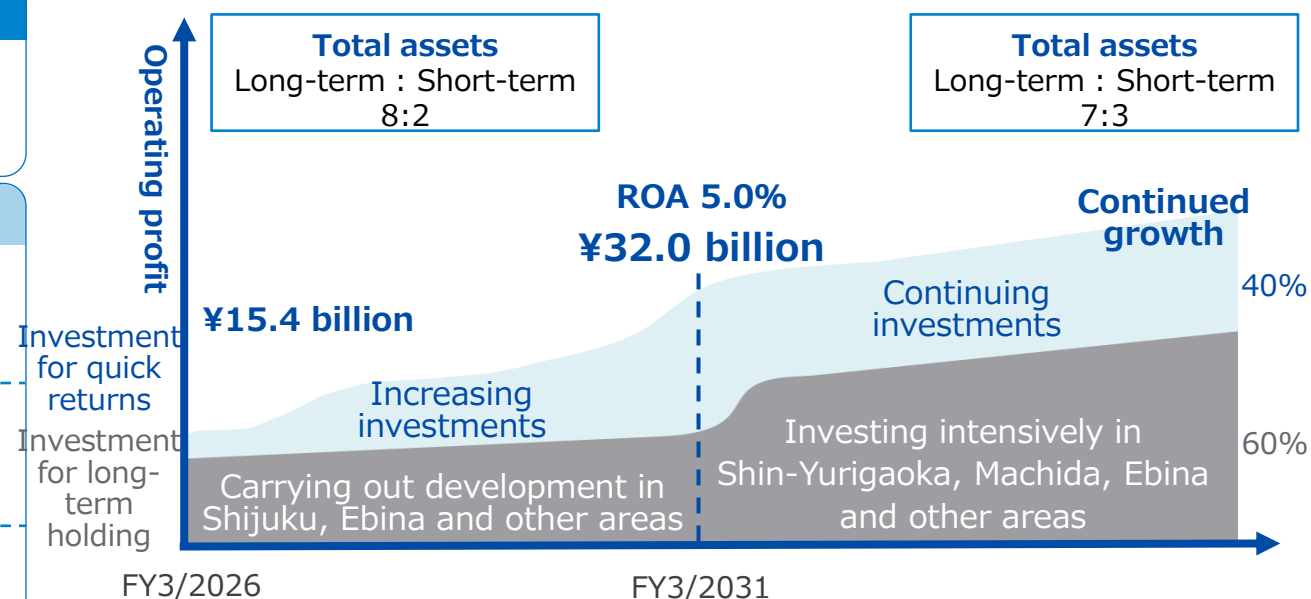 Total assets
Long-term : Short-term
8:2
Total assets
Long-term : Short-term
7:3
Operating profit
ROA 5.0%
¥32.0 billion
Continued
growth
¥15.4 billion
Continuing
investments
40%
Investment
for quick
returns
Increasing
investments
Investment
for long-
term
holding
Carrying out development in
Shijuku, Ebina and other areas
Investing intensively in
Shin-Yurigaoka, Machida, Ebina
and other areas
60%
FY3/2026
FY3/2031